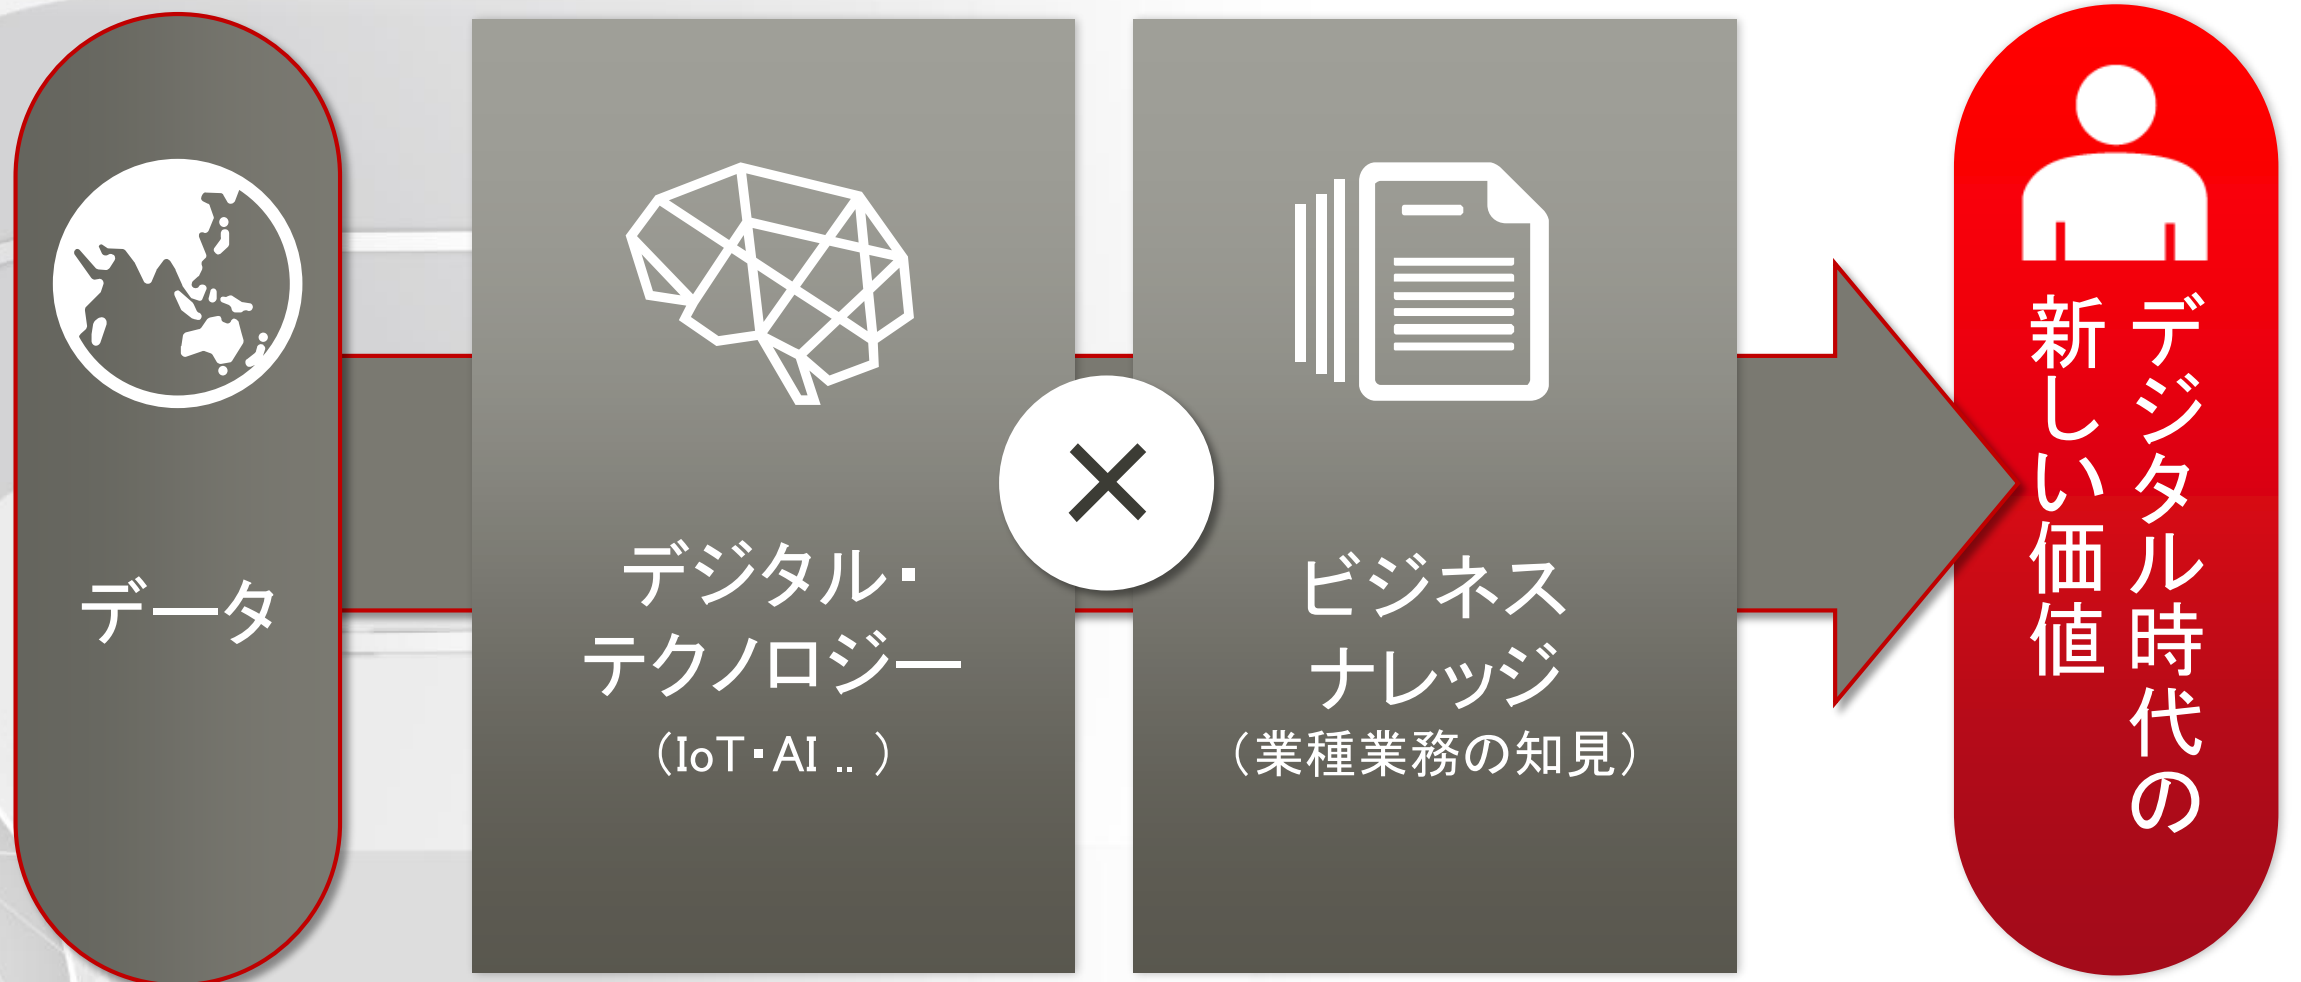 データ
デジタル・
テクノロジー
（IoT・AI .. ）
×
ビジネス
ナレッジ
（業種業務の知見）
デジタル時代の
新しい価値